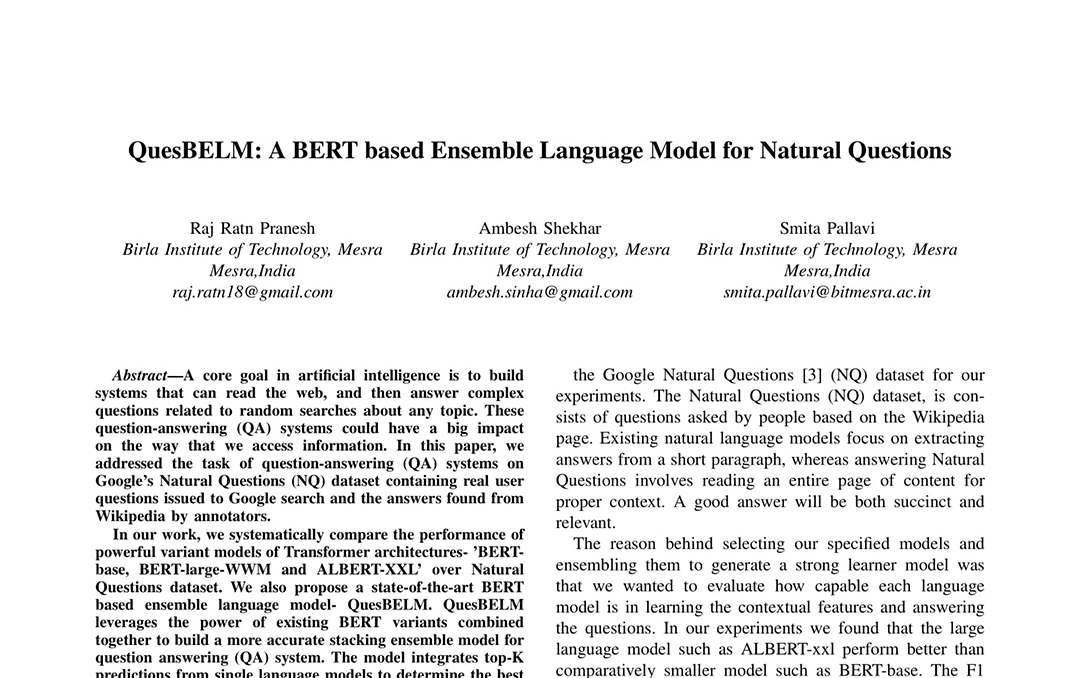 QuesBELM: A BERT based Ensemble Language Model for Natural Questions
Raj Ratn Pranesh
Birla Institute of Technology, Mesra
Mesra,India
raj.ratn18@gmail.com
Ambesh Shekhar
Birla Institute of Technology, Mesra
Mesra,India
ambesh.sinha@gmail.com
Smita Pallavi
Birla Institute of Technology, Mesra
Mesra,India
smita.pallavi@bitmesra.ac.in
Abstract—A core goal in artificial intelligence is to build
systems that can read the web, and then answer complex
questions related to random searches about any topic. These
question-answering (QA) systems could have a big impact
on the way that we access information. In this paper, we
addressed the task of question-answering (QA) systems on
Google's Natural Questions (NQ) dataset containing real user
questions issued to Google search and the answers found from
Wikipedia by annotators.
In our work, we systematically compare the performance of
powerful variant models of Transformer architectures- 'BERT-
base, BERT-large-WWM and ALBERT-XXL' over Natural
Questions dataset. We also propose a state-of-the-art BERT
based ensemble language model- QuesBELM. QuesBELM
leverages the power of existing BERT variants combined
together to build a more accurate stacking ensemble model for
question answering (QA) system. The model integrates top-K
predictions from single language models to determine the best
the Google Natural Questions [3] (NQ) dataset for our
experiments. The Natural Questions (NQ) dataset, is con-
sists of questions asked by people based on the Wikipedia
page. Existing natural language models focus on extracting
answers from a short paragraph, whereas answering Natural
Questions involves reading an entire page of content for
proper context. A good answer will be both succinct and
relevant.
The reason behind selecting our specified models and
ensembling them to generate a strong learner model was
that we wanted to evaluate how capable each language
model is in learning the contextual features and answering
the questions. In our experiments we found that the large
language model such as ALBERT-xxl perform better than
comparatively smaller model such as BERT-base. The F1